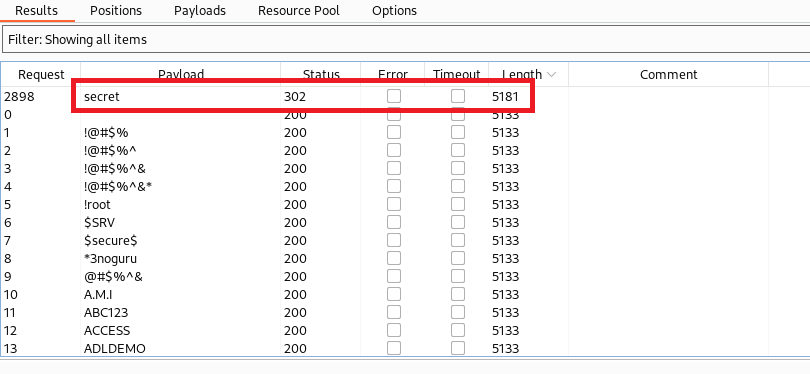 Results Positions Payloads Resource Pool Options
Filter: Showing all items
Request Payload Status Error Timeout Length Comment
2898 secret 302 5181
0 200 5133
1 !@#$% 200 5133
2 !@#$%^ 200 5133
3 !@#$%^& 200 5133
4 !@#$%^&* 200 5133
5 !root 200 5133
6 $SRV 200 5133
7 $secure$ 200 5133
8 *3noguru 200 5133
9 @#$%^& 200 5133
10 A.M.I 200 5133
11 ABC123 200 5133
12 ACCESS 200 5133
13 ADLDEMO 200 5133